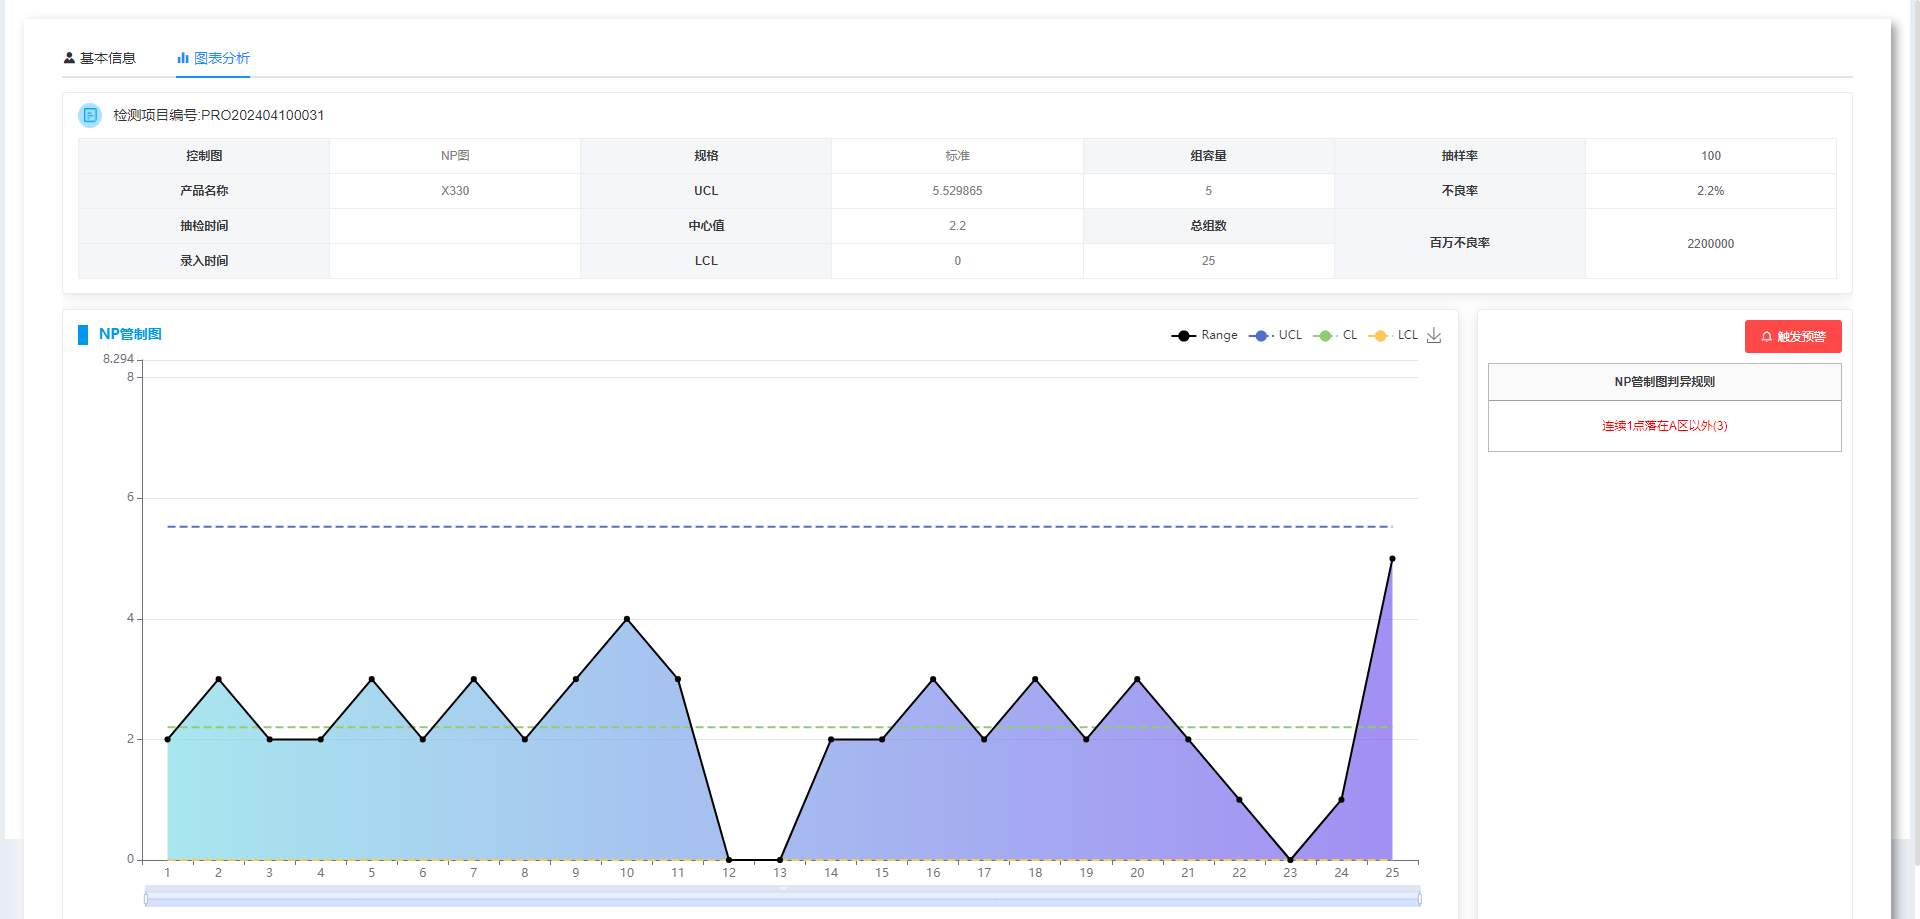 基本信息 图表分析
检测项目编号:PRO202404100031
控制图 NP图 规格 标准 组容量 抽样率 100
产品名称 X330 UCL 5.529865 5 不良率 2.2%
抽检时间 中心值 2.2 总组数 百万不良率 2200000
录入时间 LCL 0 25
NP管制图 Range UCL CL LCL
触发预警
NP管制图判异规则
连续1点落在A区以外(3)
8.294
8
6
4
2
0
1 2 3 4 5 6 7 8 9 10 11 12 13 14 15 16 17 18 19 20 21 22 23 24 25